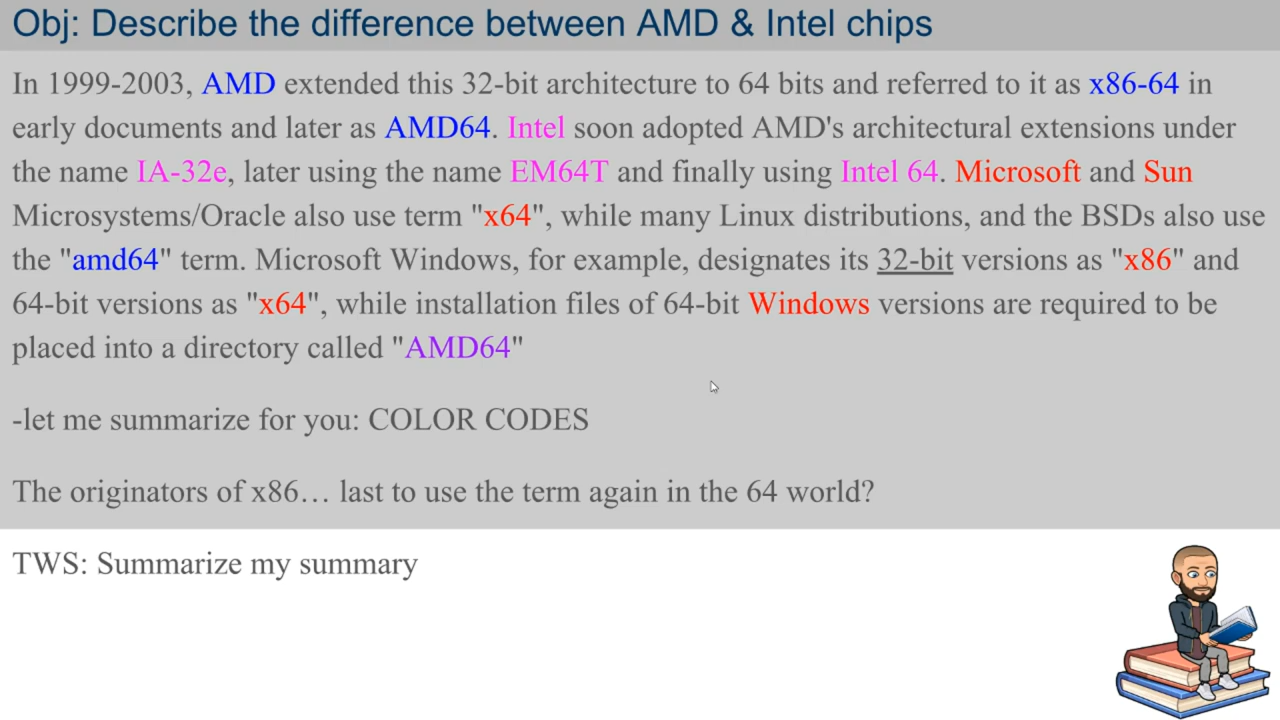 Obj: Describe the difference between AMD & Intel chips
In 1999-2003, AMD extended this 32-bit architecture to 64 bits and referred to it as x86-64 in
early documents and later as AMD64. Intel soon adopted AMD's architectural extensions under
the name IA-32e, later using the name EM64T and finally using Intel 64. Microsoft and Sun
Microsystems/Oracle also use term "x64", while many Linux distributions, and the BSDs also use
the "amd64" term. Microsoft Windows, for example, designates its 32-bit versions as "x86" and
64-bit versions as "x64", while installation files of 64-bit Windows versions are required to be
placed into a directory called "AMD64"
-let me summarize for you: COLOR CODES
The originators of x86… last to use the term again in the 64 world?
TWS: Summarize my summary